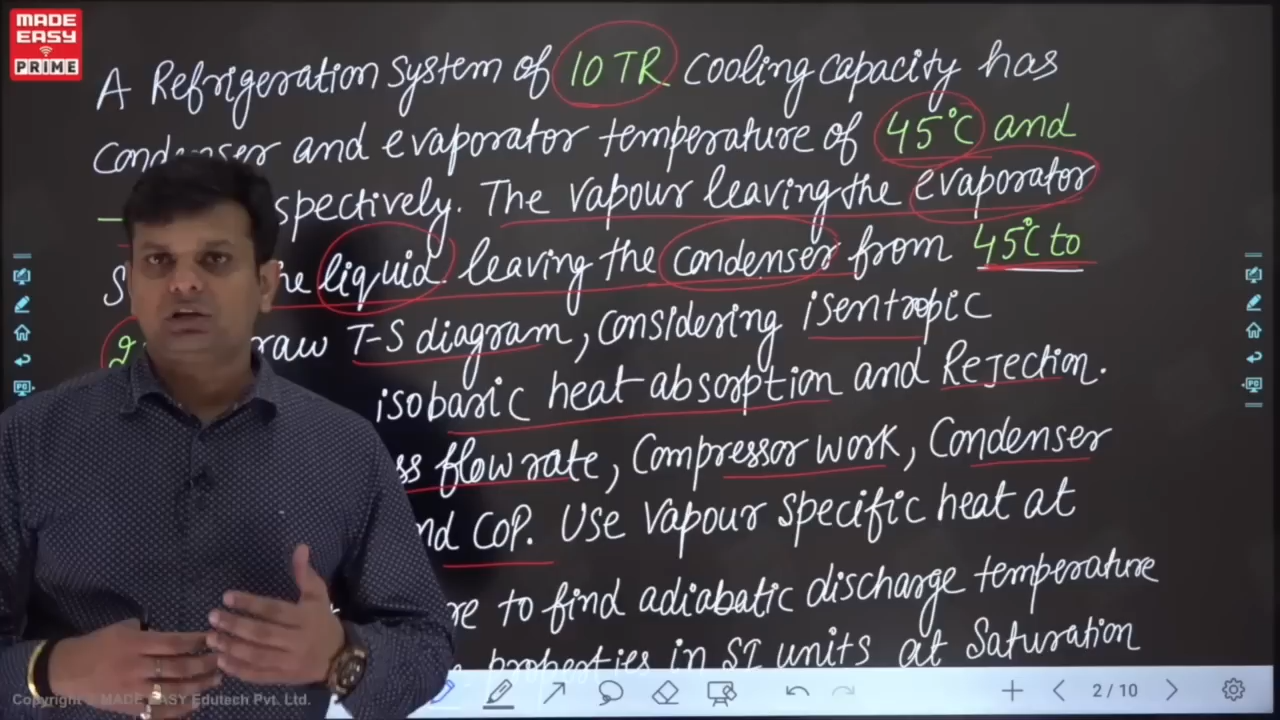 MADE
EASY
PRIME
A Refrigeration system of 10 TR cooling capacity has
Condenser and evaporator temperature of 45°C and
spectively. The vapour leaving the evaporator
S he liquid leaving the condenser from 45°C to
raw T-S diagram, considering isentropic
isobaric heat absorption and Rejection.
ss flow rate, Compressor work, Condenser
nd COP. Use vapour specific heat at
re to find adiabatic discharge temperature
properties in SI units at Saturation
Copyright © MADE EASY Edutech Pvt. Ltd.
2 / 10